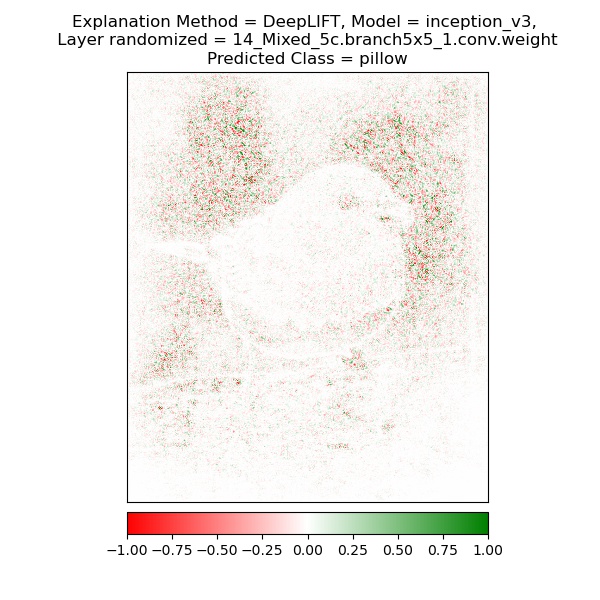 Explanation Method = DeepLIFT, Model = inception_v3,
Layer randomized = 14_Mixed_5c.branch5x5_1.conv.weight
Predicted Class = pillow
−1.00 −0.75 −0.50 −0.25 0.00 0.25 0.50 0.75 1.00